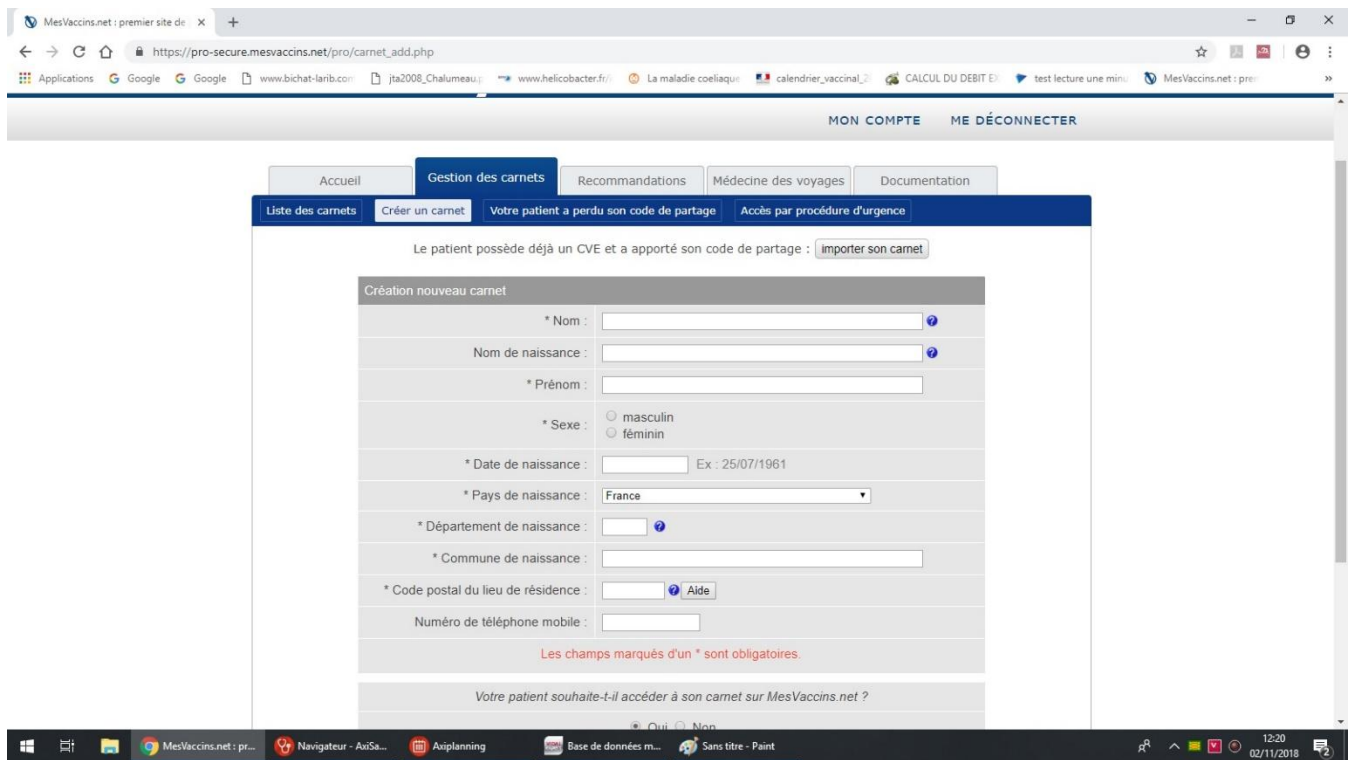 MesVaccins.net : premier site de
https://pro-secure.mesvaccins.net/pro/carnet_add.php
Applications Google Google www.bichat-larib.com jta2008_Chalumeau.p www.helicobacter.fr/ La maladie coeliaque calendrier_vaccinal_2 CALCUL DU DEBIT EX test lecture une minu MesVaccins.net : pre »
MON COMPTE ME DÉCONNECTER
Accueil Gestion des carnets Recommandations Médecine des voyages Documentation
Liste des carnets Créer un carnet Votre patient a perdu son code de partage Accès par procédure d'urgence
Le patient possède déjà un CVE et a apporté son code de partage : importer son carnet
Création nouveau carnet
* Nom :
Nom de naissance :
* Prénom :
* Sexe : masculin
féminin
* Date de naissance : Ex : 25/07/1961
* Pays de naissance : France
* Département de naissance :
* Commune de naissance :
* Code postal du lieu de résidence : Aide
Numéro de téléphone mobile :
Les champs marqués d'un * sont obligatoires.
Votre patient souhaite-t-il accéder à son carnet sur MesVaccins.net ?
Oui Non
MesVaccins.net : pr... Navigateur - AxiSa... Axiplanning Base de données m... Sans titre - Paint 12:20
02/11/2018